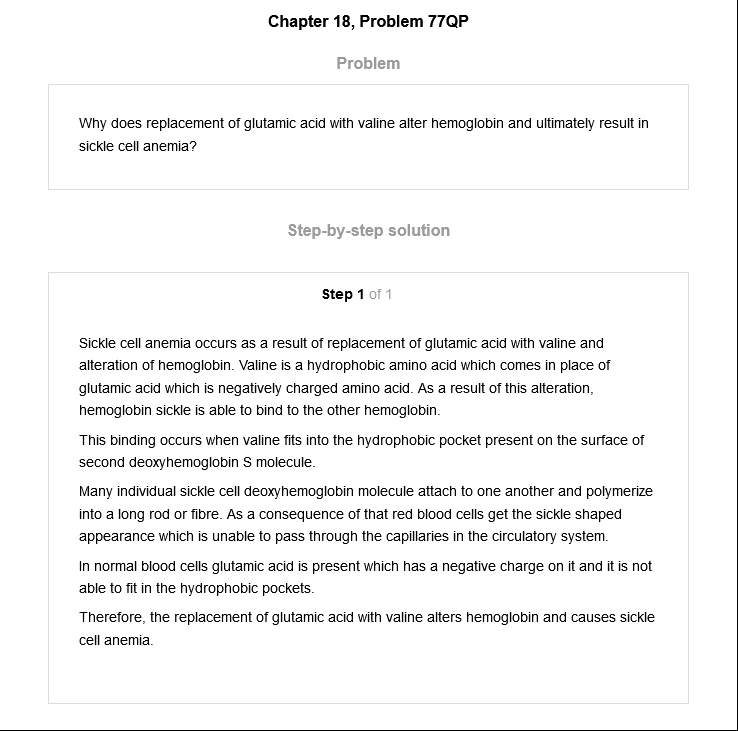 Chapter 18, Problem 77QP
Problem
Why does replacement of glutamic acid with valine alter hemoglobin and ultimately result in
sickle cell anemia?
Step-by-step solution
Step 1 of 1
Sickle cell anemia occurs as a result of replacement of glutamic acid with valine and
alteration of hemoglobin. Valine is a hydrophobic amino acid which comes in place of
glutamic acid which is negatively charged amino acid. As a result of this alteration,
hemoglobin sickle is able to bind to the other hemoglobin.
This binding occurs when valine fits into the hydrophobic pocket present on the surface of
second deoxyhemoglobin S molecule.
Many individual sickle cell deoxyhemoglobin molecule attach to one another and polymerize
into a long rod or fibre. As a consequence of that red blood cells get the sickle shaped
appearance which is unable to pass through the capillaries in the circulatory system.
In normal blood cells glutamic acid is present which has a negative charge on it and it is not
able to fit in the hydrophobic pockets.
Therefore, the replacement of glutamic acid with valine alters hemoglobin and causes sickle
cell anemia.